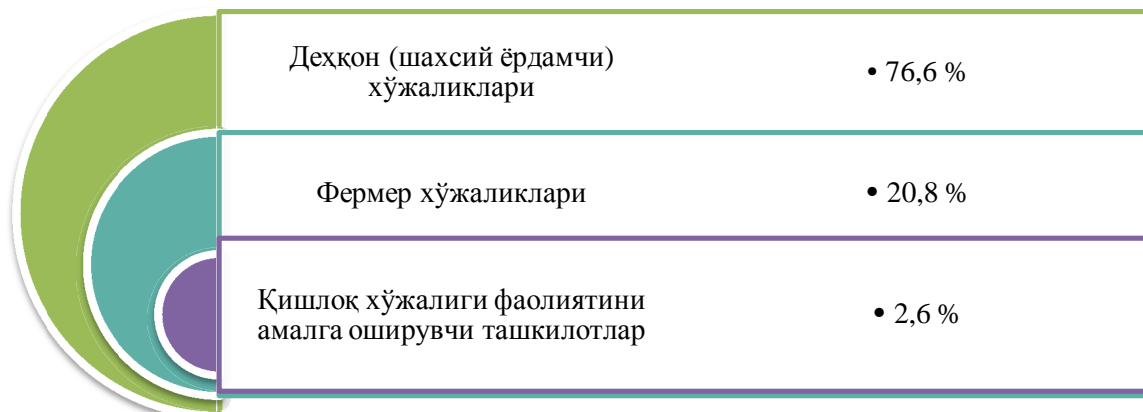 Деҳқон (шахсий ёрдамчи)
хўжаликлари
• 76,6 %
Фермер хўжаликлари
• 20,8 %
Қишлоқ хўжалиги фаолиятини
амалга оширувчи ташкилотлар
• 2,6 %